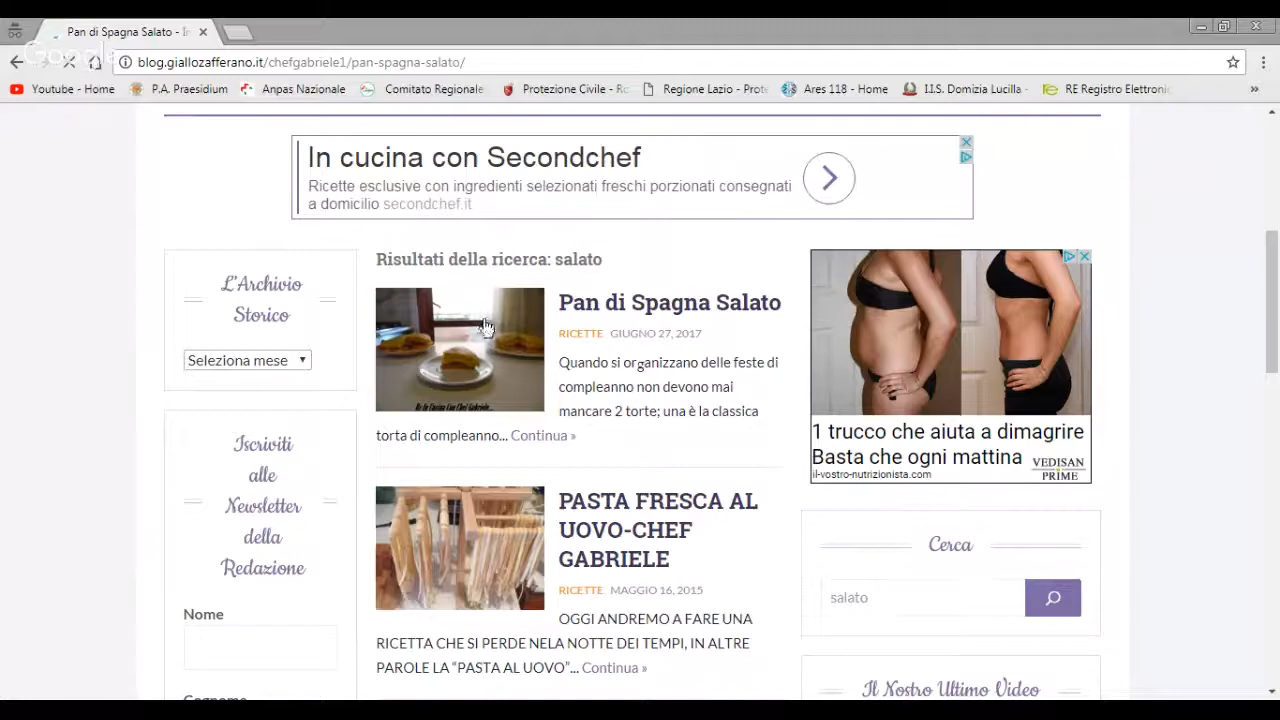 Pan di Spagna Salato - In
Google
blog.giallozafferano.it/chefgabriele1/pan-spagna-salato/
Youtube - Home
P.A. Praesidium
Anpas Nazionale
Comitato Regionale
Protezione Civile - Re
Regione Lazio - Prote
Ares 118 - Home
I.I.S. Domizia Lucilla -
RE Registro Elettronic
»
In cucina con Secondchef
Ricette esclusive con ingredienti selezionati freschi porzionati consegnati
a domicilio secondchef.it
L'Archivio
Storico
Seleziona mese
Iscriviti
alle
Newsletter
della
Redazione
Nome
Cognome
Risultati della ricerca: salato
Pan di Spagna Salato
RICETTE GIUGNO 27, 2017
Quando si organizzano delle feste di
compleanno non devono mai
mancare 2 torte; una è la classica
torta di compleanno... Continua »
PASTA FRESCA AL
UOVO-CHEF
GABRIELE
RICETTE MAGGIO 16, 2015
OGGI ANDREMO A FARE UNA
RICETTA CHE SI PERDE NELA NOTTE DEI TEMPI, IN ALTRE
PAROLE LA “PASTA AL UOVO”... Continua »
1 trucco che aiuta a dimagrire
Basta che ogni mattina
il-vostro-nutrizionista.com
VEDISAN
PRIME
Cerca
salato
Il Nostro Ultimo Video